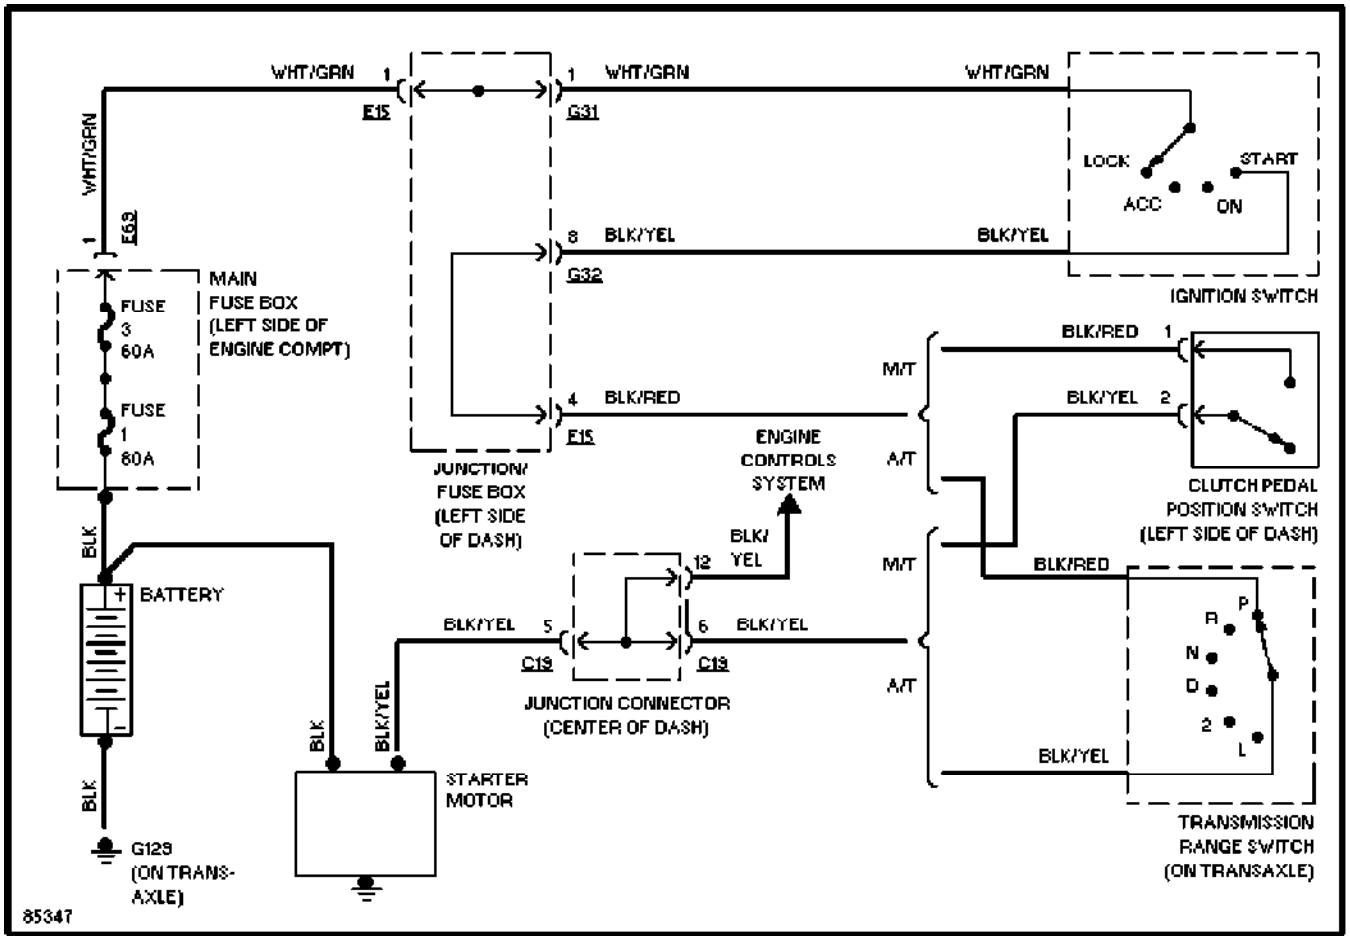 WHT/GRN
1
E15
1
G31
WHT/GRN
WHT/GRN
LOCK
START
ACC
ON
IGNITION SWITCH
WHT/GRN
1
E69
MAIN
FUSE BOX
(LEFT SIDE OF
ENGINE COMPT)
FUSE
3
60A
FUSE
1
80A
8
BLK/YEL
BLK/YEL
G32
4
BLK/RED
E15
JUNCTION/
FUSE BOX
(LEFT SIDE
OF DASH)
M/T
A/T
BLK/RED
1
BLK/YEL
2
CLUTCH PEDAL
POSITION SWITCH
(LEFT SIDE OF DASH)
ENGINE
CONTROLS
SYSTEM
BLK/
YEL
12
BLK/YEL
5
C19
6
BLK/YEL
C19
JUNCTION CONNECTOR
(CENTER OF DASH)
M/T
A/T
BLK/RED
BLK/YEL
P
R
N
D
2
L
TRANSMISSION
RANGE SWITCH
(ON TRANSAXLE)
BLK
+
BATTERY
-
BLK
G129
(ON TRANS-
AXLE)
BLK
BLK/YEL
STARTER
MOTOR
85347